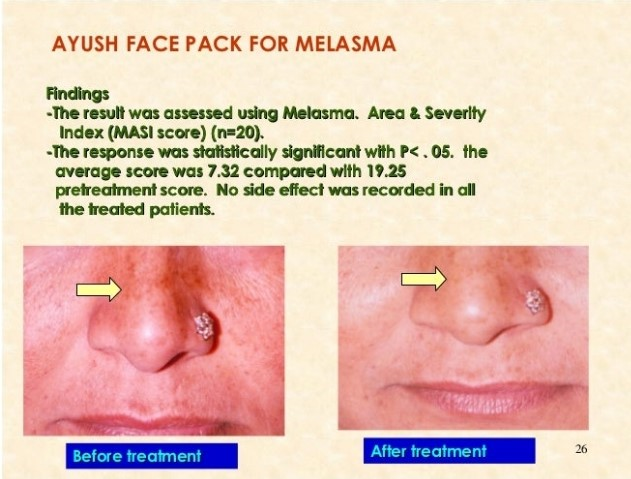 AYUSH FACE PACK FOR MELASMA
Findings
-The result was assessed using Melasma. Area & Severity
Index (MASI score) (n=20).
-The response was statistically significant with P< . 05. the
average score was 7.32 compared with 19.25
pretreatment score. No side effect was recorded in all
the treated patients.
Before treatment
After treatment
26